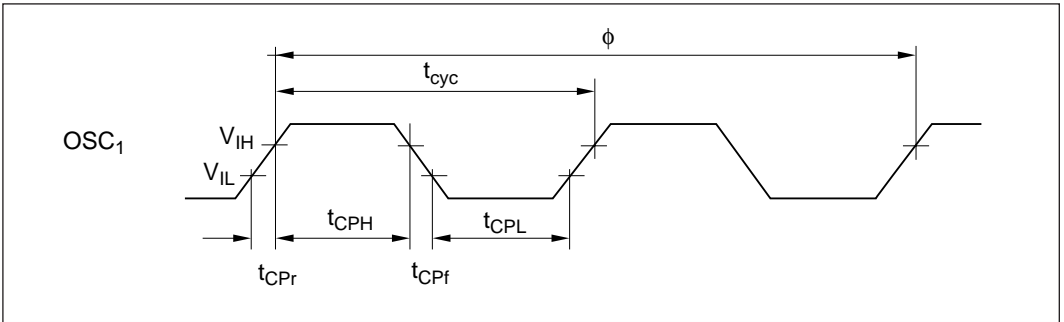 ϕ
tcyc
OSC1
VIH
VIL
tCPH
tCPL
tCPr
tCPf